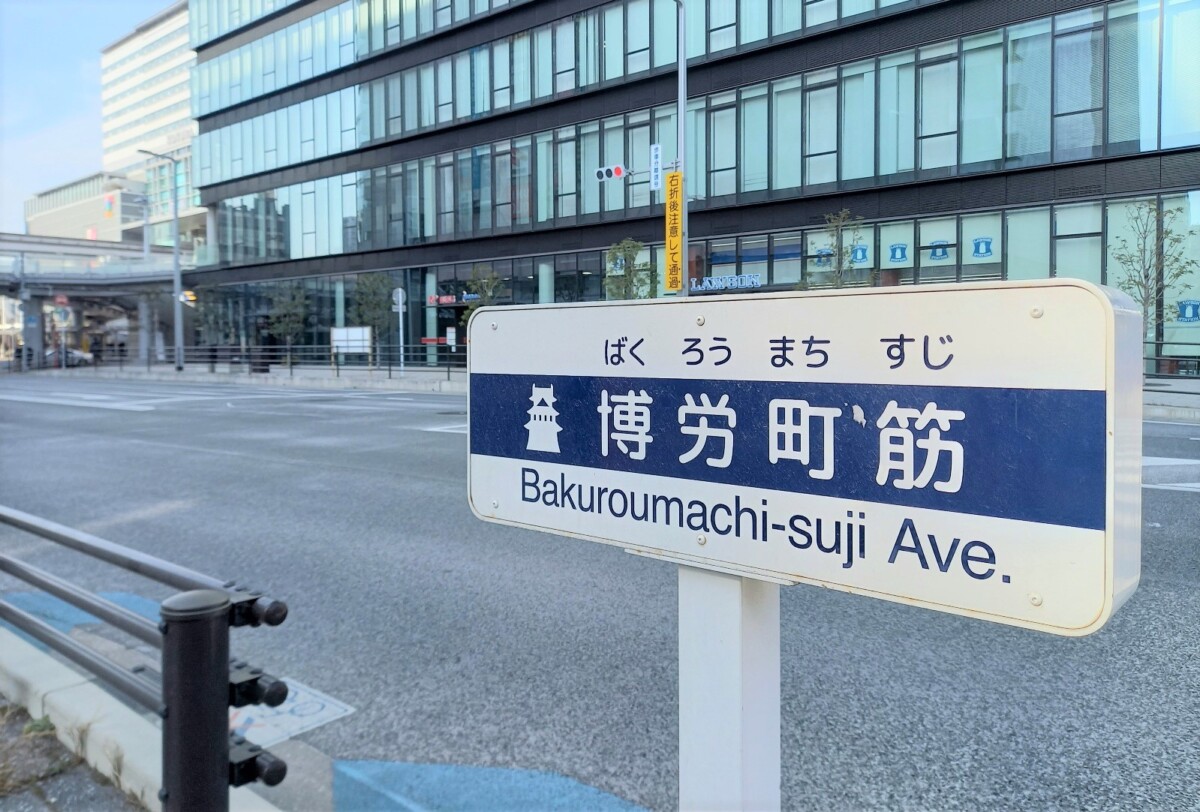 右折後注意して通過
LAWSON
ばく ろう まち すじ
博労町筋
Bakuroumachi-suji Ave.